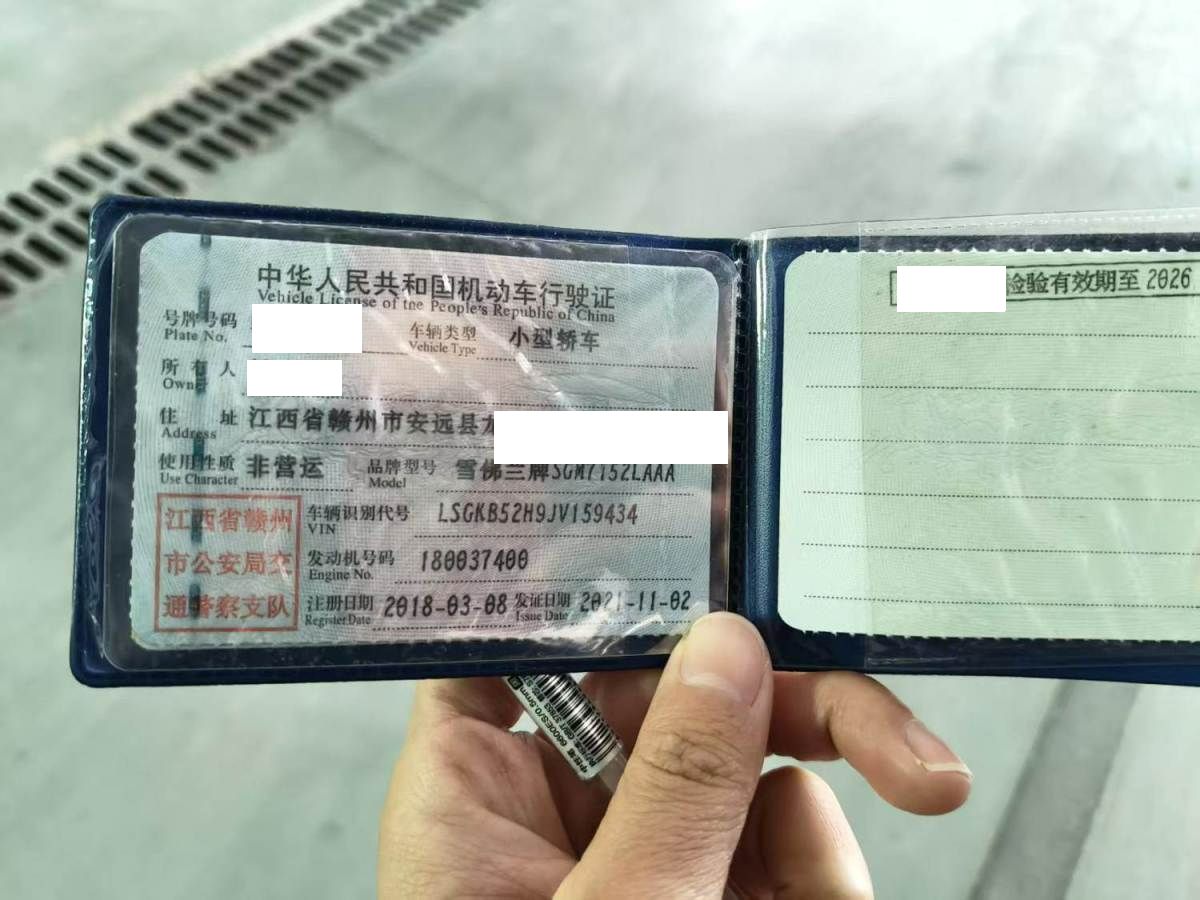 中华人民共和国机动车行驶证
Vehicle License of the People's Republic of China
号牌号码
Plate No.
车辆类型 小型轿车
Vehicle Type
所有人
Owner
住址 江西省赣州市安远县
Address
使用性质 非营运 品牌型号 雪佛兰牌SGM7152LAAA
Use Character Model
江西省赣州
市公安局交
通警察支队
车辆识别代号 LSGKB52H9JV159434
VIN
发动机号码 180037400
Engine No.
注册日期 2018-03-08 发证日期 2021-11-02
Register Date Issue Date
检验有效期至 2026
中性笔 6600ES/0.5mm